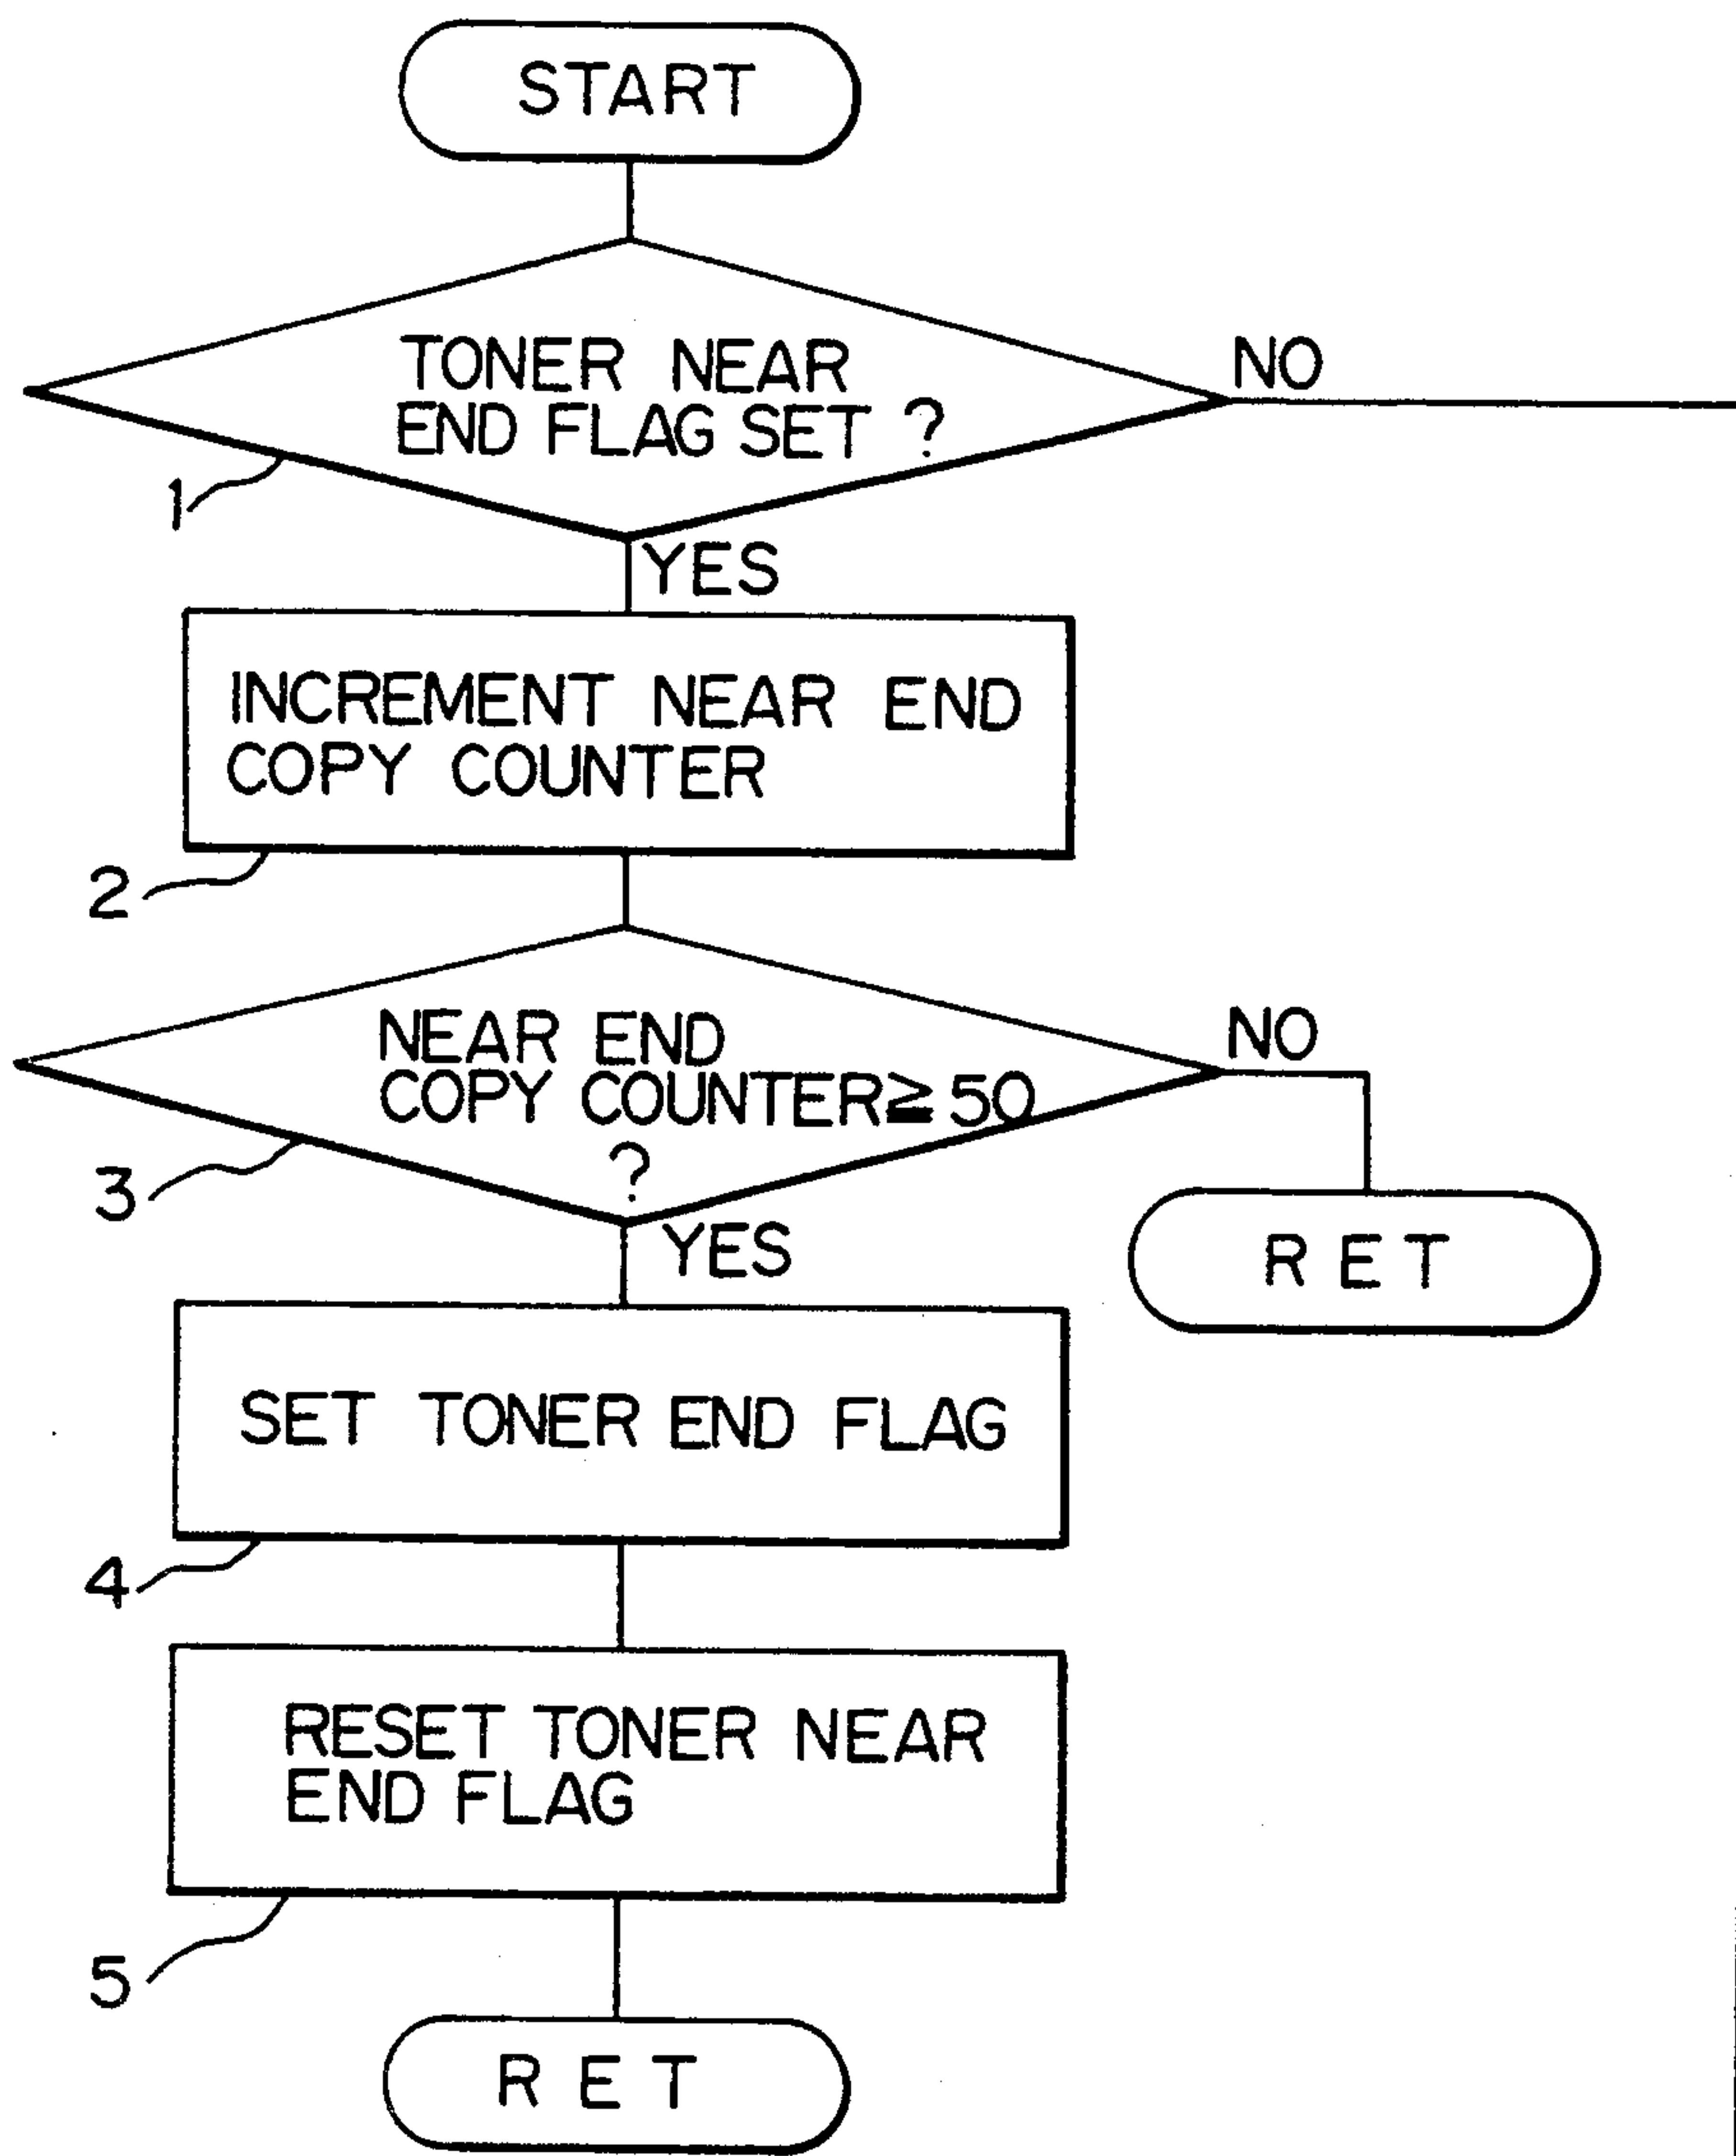 START
TONER NEAR
END FLAG SET ?
NO
1
YES
INCREMENT NEAR END
COPY COUNTER
2
NEAR END
COPY COUNTER≧50
?
NO
3
YES
RET
SET TONER END FLAG
4
RESET TONER NEAR
END FLAG
5
RET